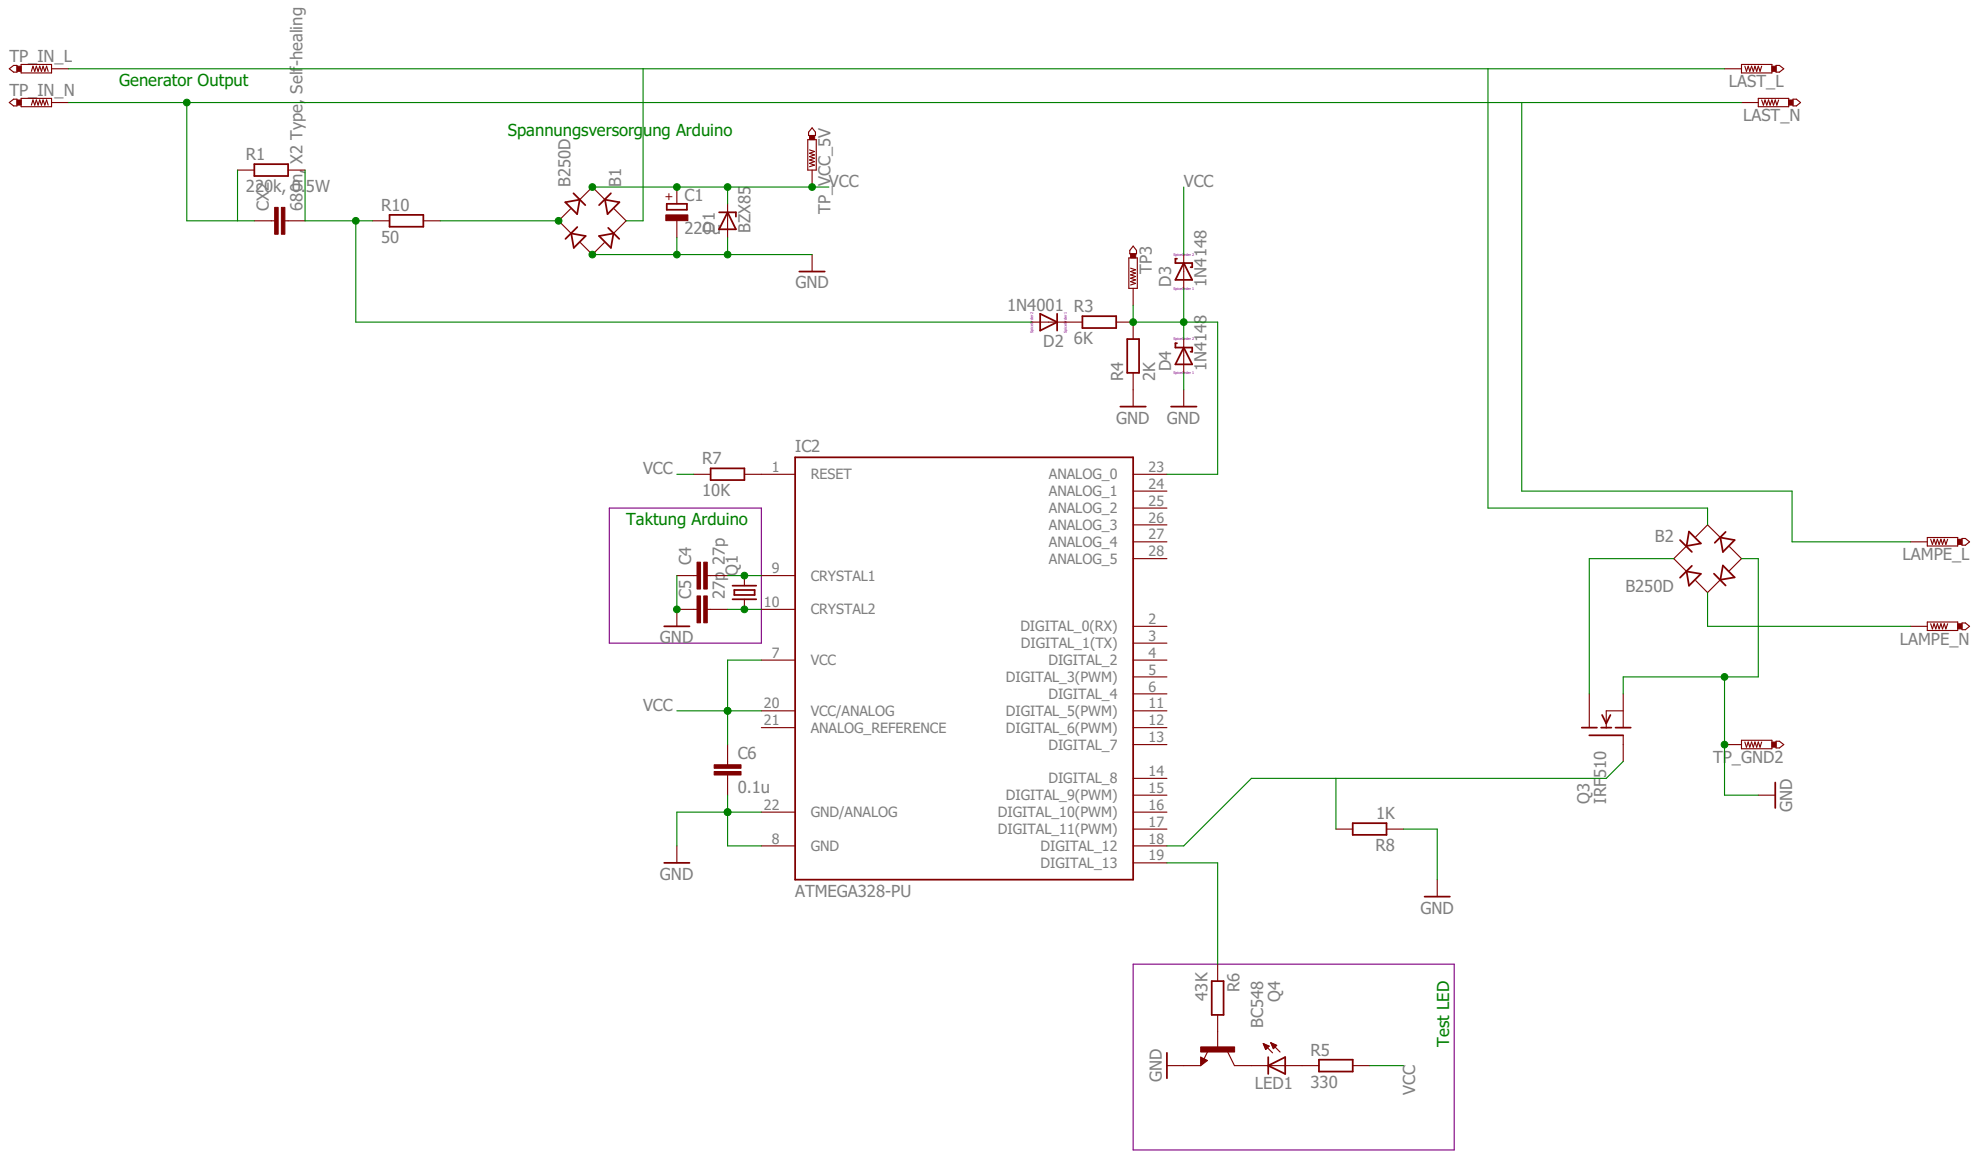 TP_IN_L
Generator Output
TP_IN_N
680n, X2 Type, Self-healing
CX2
R1
220k, 0.5W
R10
50
Spannungsversorgung Arduino
B250D
B1
C1
220u
D1
BZX85
TP_VCC_5V
VCC
GND
LAST_L
LAST_N
VCC
D3
1N4148
TP3
1N4001
D2
R3
6K
R4
2K
D4
1N4148
GND
GND
IC2
VCC
R7
10K
1
RESET
Taktung Arduino
C4
27p
Q1
C5
27p
GND
9
CRYSTAL1
10
CRYSTAL2
7
VCC
VCC
20
VCC/ANALOG
21
ANALOG_REFERENCE
C6
0.1u
22
GND/ANALOG
8
GND
GND
ATMEGA328-PU
ANALOG_0 23
ANALOG_1 24
ANALOG_2 25
ANALOG_3 26
ANALOG_4 27
ANALOG_5 28
DIGITAL_0(RX) 2
DIGITAL_1(TX) 3
DIGITAL_2 4
DIGITAL_3(PWM) 5
DIGITAL_4 6
DIGITAL_5(PWM) 11
DIGITAL_6(PWM) 12
DIGITAL_7 13
DIGITAL_8 14
DIGITAL_9(PWM) 15
DIGITAL_10(PWM) 16
DIGITAL_11(PWM) 17
DIGITAL_12 18
DIGITAL_13 19
B2
B250D
LAMPE_L
LAMPE_N
Q3
IRF510
TP_GND2
GND
1K
R8
GND
43K
R6
BC548
Q4
Test LED
GND
LED1
R5
330
VCC